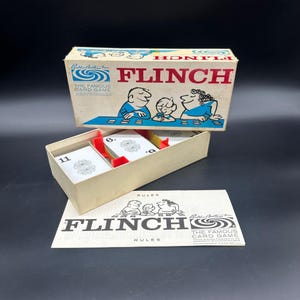 FLINCH
THE FAMOUS
CARD GAME
FLINCH
11
RULES
FLINCH
THE FAMOUS
CARD GAME
RULES